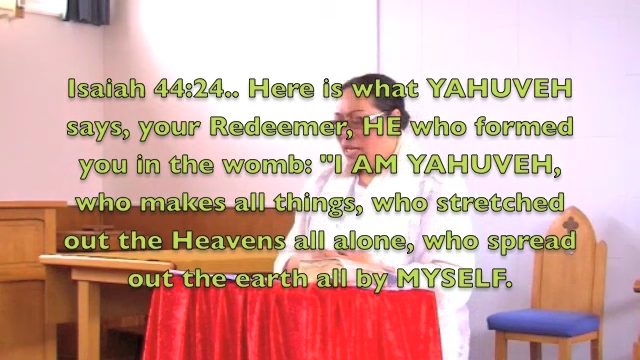 Isaiah 44:24.. Here is what YAHUVEH
says, your Redeemer, HE who formed
you in the womb: "I AM YAHUVEH,
who makes all things, who stretched
out the Heavens all alone, who spread
out the earth all by MYSELF.